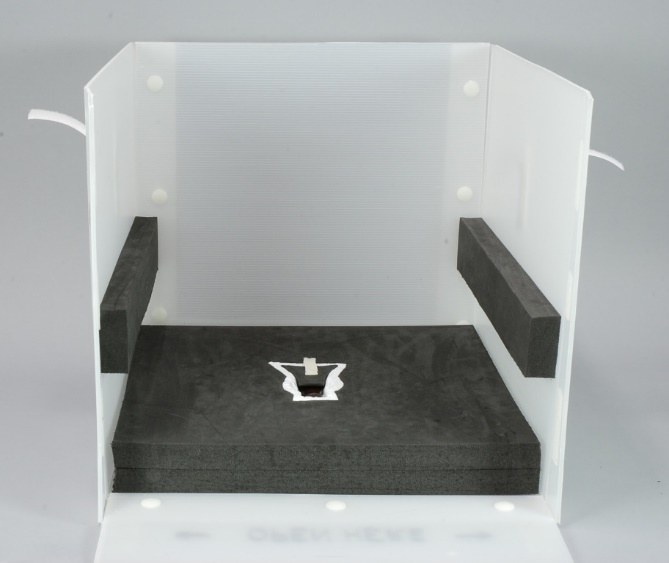 ← OPEN HERE →